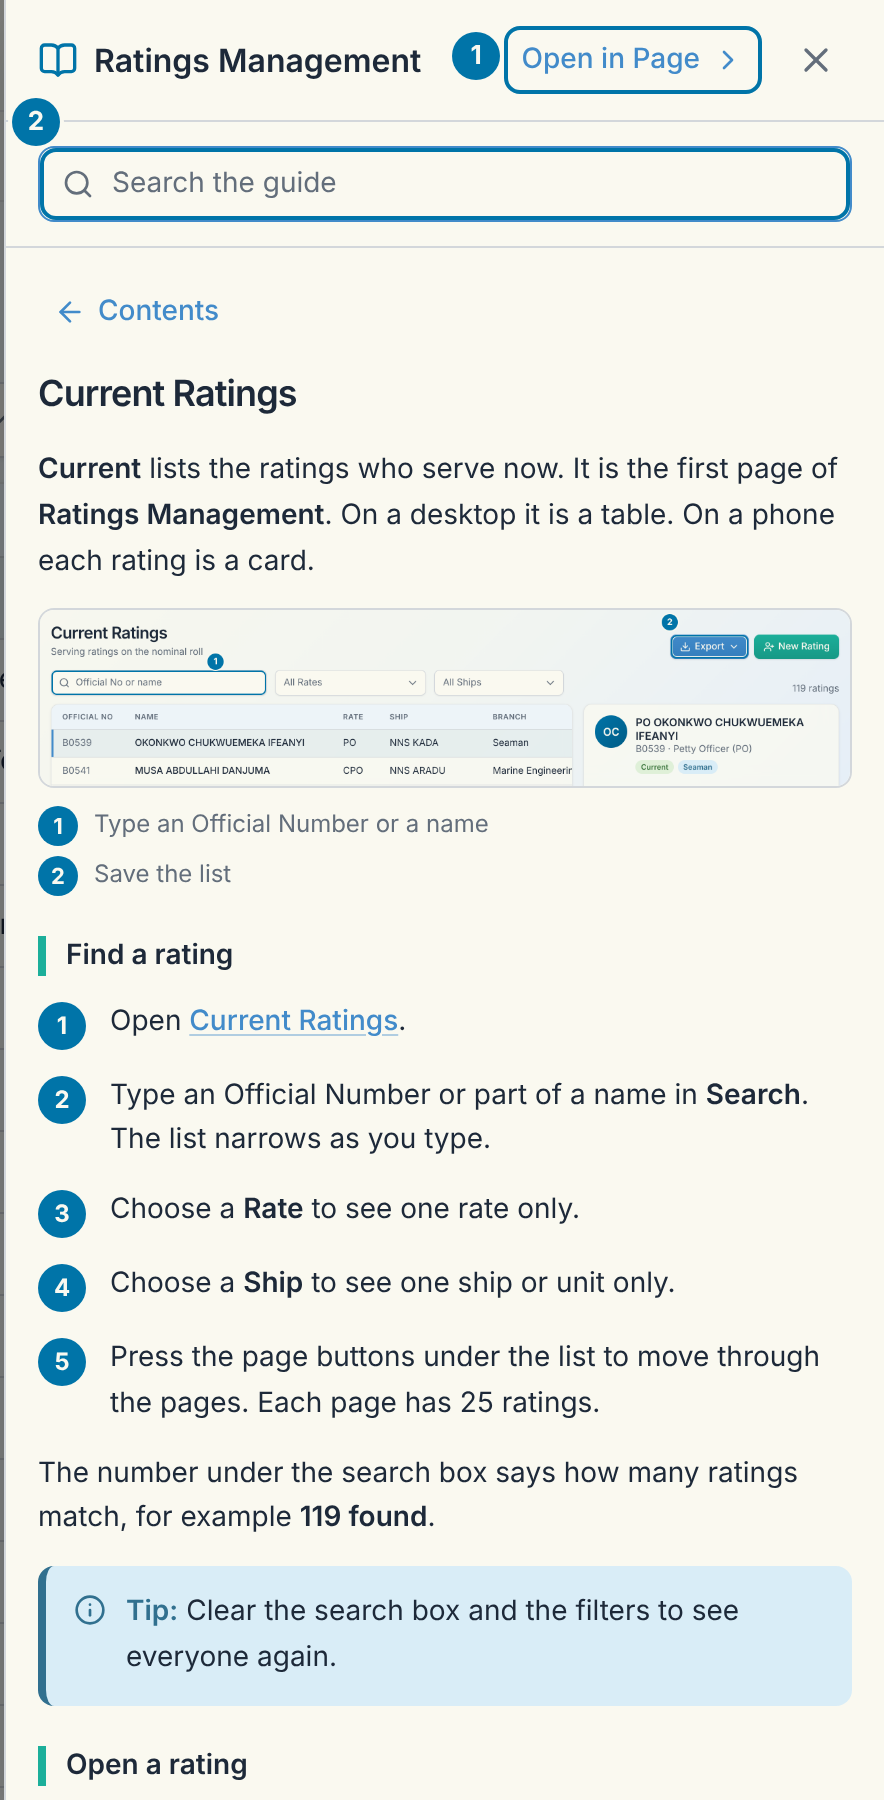 Ratings Management
1
Open in Page
2
Search the guide
Contents
Current Ratings
Current lists the ratings who serve now. It is the first page of
Ratings Management. On a desktop it is a table. On a phone
each rating is a card.
Current Ratings
Serving ratings on the nominal roll
1
2
Export
New Rating
Official No or name
All Rates
All Ships
119 ratings
OFFICIAL NO NAME RATE SHIP BRANCH
B0539 OKONKWO CHUKWUEMEKA IFEANYI PO NNS KADA Seaman
B0541 MUSA ABDULLAHI DANJUMA CPO NNS ARADU Marine Engineerin
OC
PO OKONKWO CHUKWUEMEKA
IFEANYI
B0539 · Petty Officer (PO)
Current Seaman
1 Type an Official Number or a name
2 Save the list
Find a rating
1 Open Current Ratings.
2 Type an Official Number or part of a name in Search.
The list narrows as you type.
3 Choose a Rate to see one rate only.
4 Choose a Ship to see one ship or unit only.
5 Press the page buttons under the list to move through
the pages. Each page has 25 ratings.
The number under the search box says how many ratings
match, for example 119 found.
Tip: Clear the search box and the filters to see
everyone again.
Open a rating